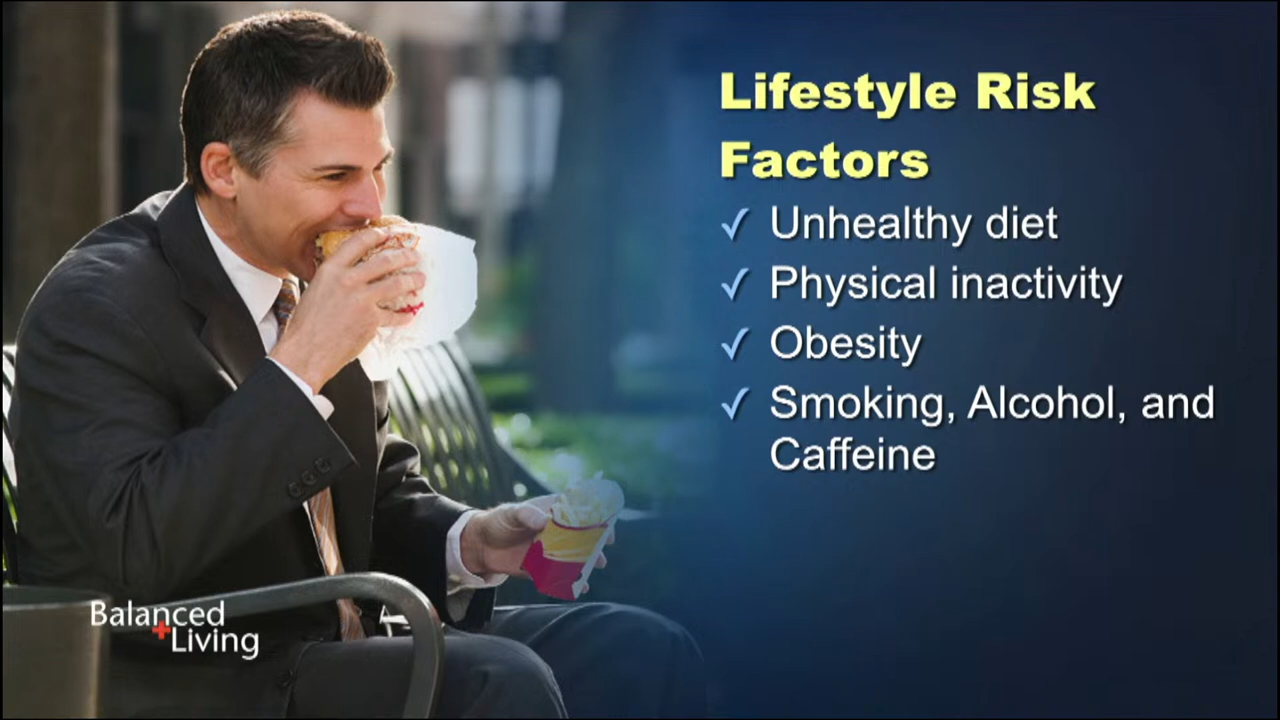 Lifestyle Risk
Factors
✓ Unhealthy diet
✓ Physical inactivity
✓ Obesity
✓ Smoking, Alcohol, and
Caffeine
Balanced
Living